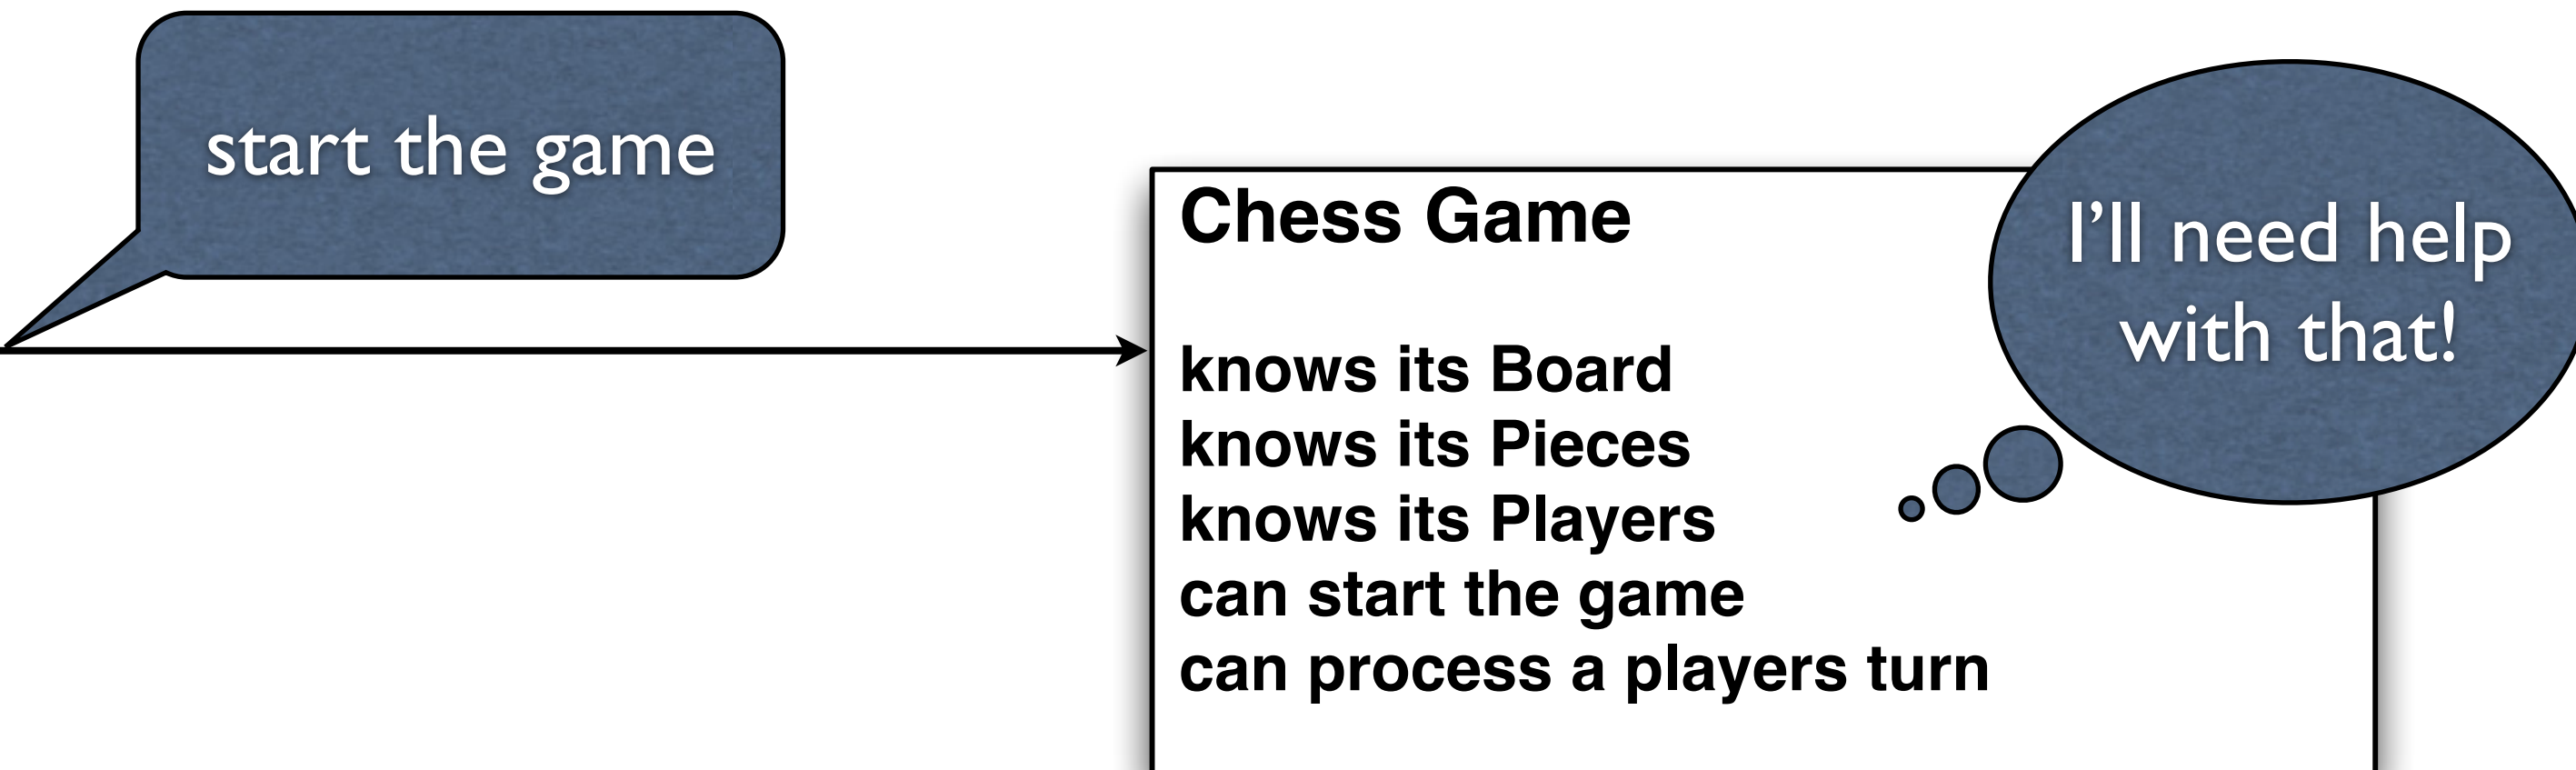 start the game
Chess Game
I’ll need help
with that!
knows its Board
knows its Pieces
knows its Players
can start the game
can process a players turn